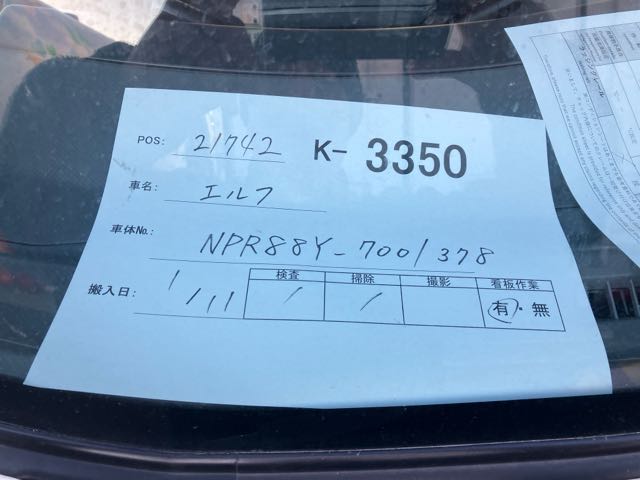 POS: 21742 K- 3350
車名: エルフ
車体No.: NPR88Y-7001378
搬入日: 1/11
検査 掃除 撮影 看板作業
/ / 有・無